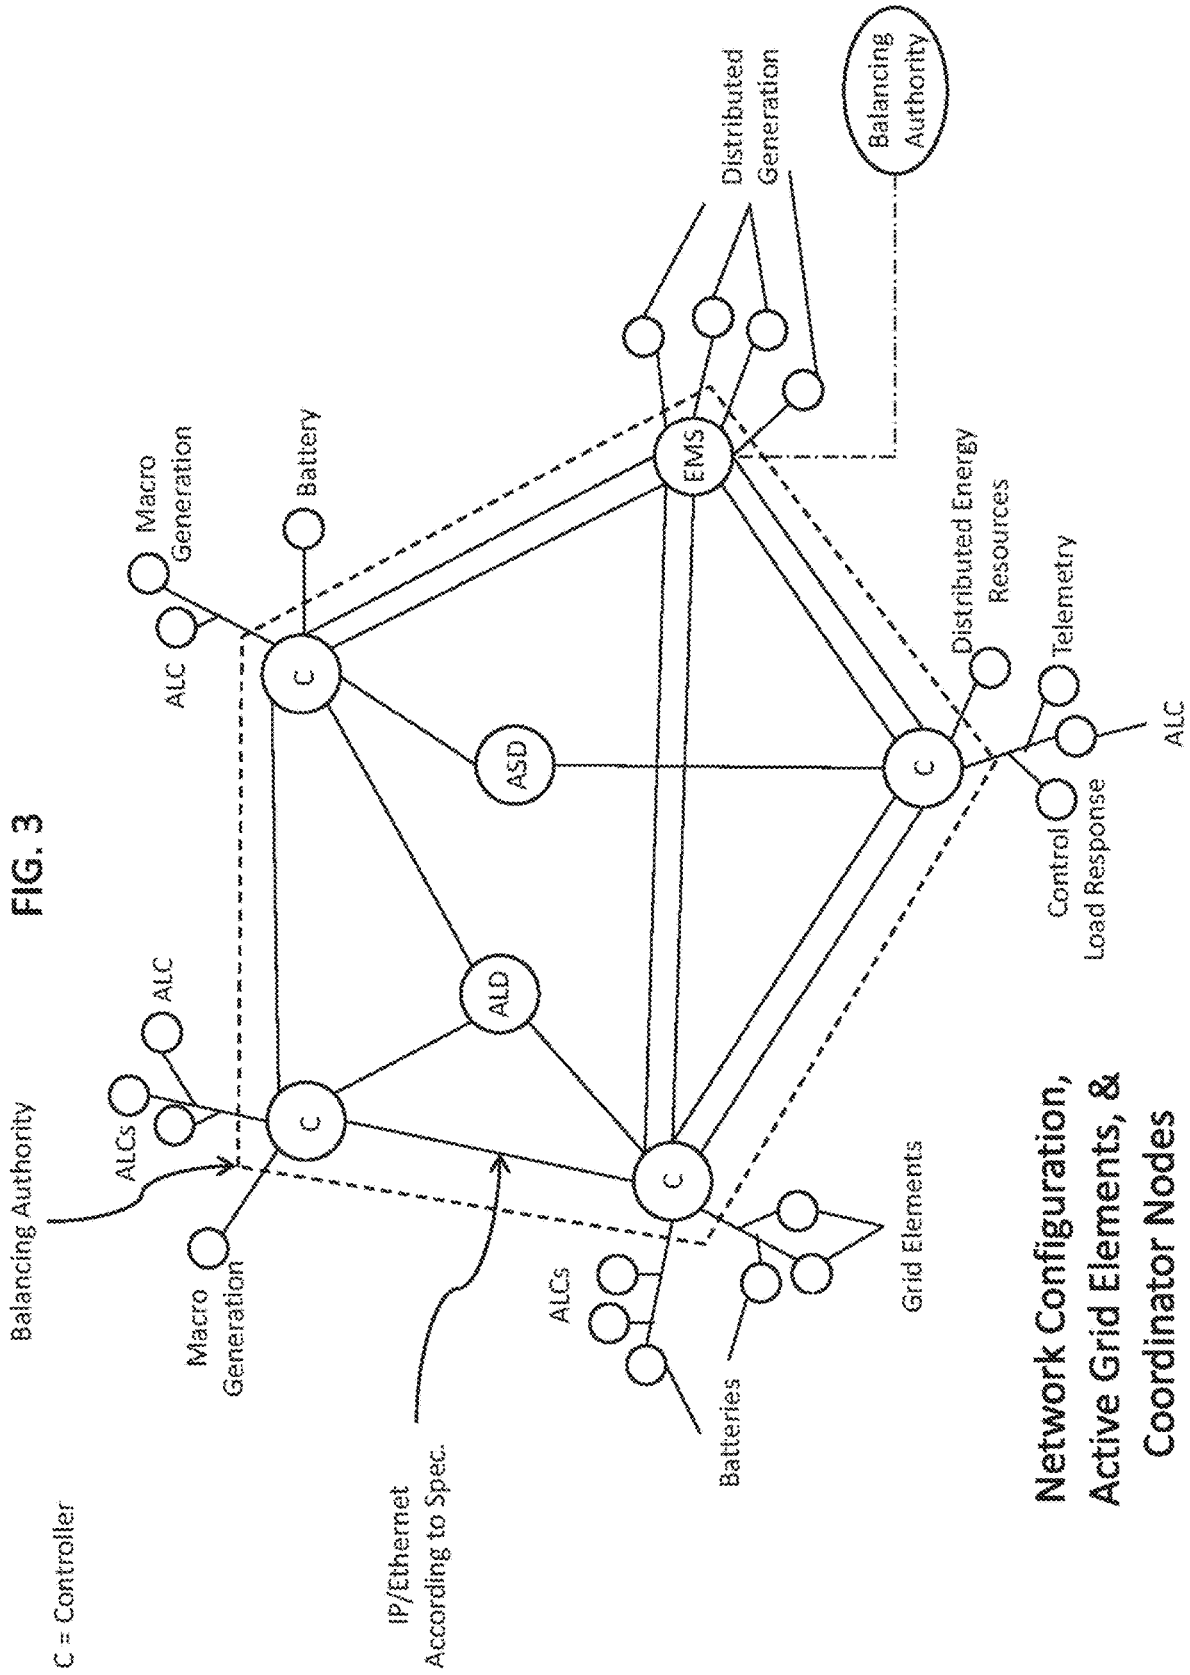 FIG. 3
C = Controller
Balancing Authority
IP/Ethernet
According to Spec.
Macro
Generation
ALCs
ALC
ALC
Macro
Generation
Battery
C
C
ALD
ASD
C
EMS
C
Distributed
Generation
Balancing
Authority
ALCs
Batteries
Grid Elements
Distributed Energy
Resources
Telemetry
Control
Load Response
ALC
Network Configuration,
Active Grid Elements, &
Coordinator Nodes